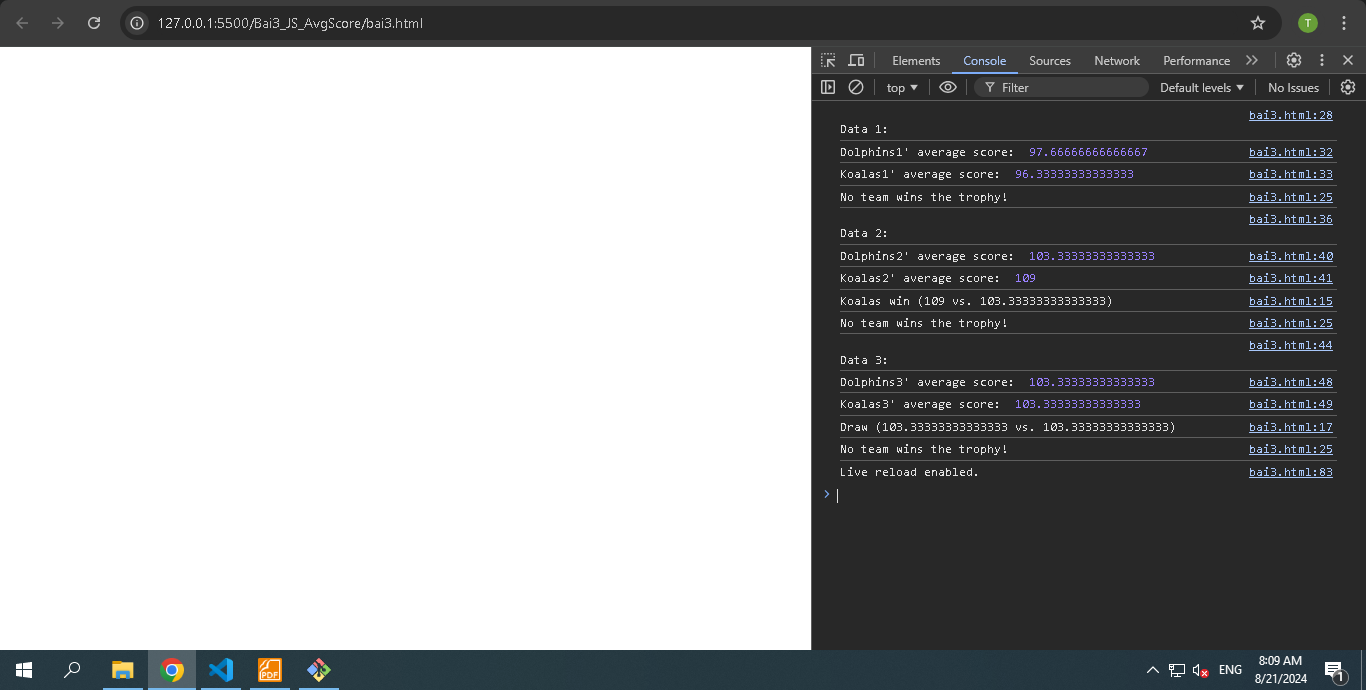 127.0.0.1:5500/Bai3_JS_AvgScore/bai3.html
T
Elements Console Sources Network Performance
top Filter Default levels No Issues
bai3.html:28
Data 1:
Dolphins1' average score: 97.66666666666667 bai3.html:32
Koalas1' average score: 96.33333333333333 bai3.html:33
No team wins the trophy! bai3.html:25
bai3.html:36
Data 2:
Dolphins2' average score: 103.33333333333333 bai3.html:40
Koalas2' average score: 109 bai3.html:41
Koalas win (109 vs. 103.33333333333333) bai3.html:15
No team wins the trophy! bai3.html:25
bai3.html:44
Data 3:
Dolphins3' average score: 103.33333333333333 bai3.html:48
Koalas3' average score: 103.33333333333333 bai3.html:49
Draw (103.33333333333333 vs. 103.33333333333333) bai3.html:17
No team wins the trophy! bai3.html:25
Live reload enabled. bai3.html:83
PDF
ENG
8:09 AM
8/21/2024
1